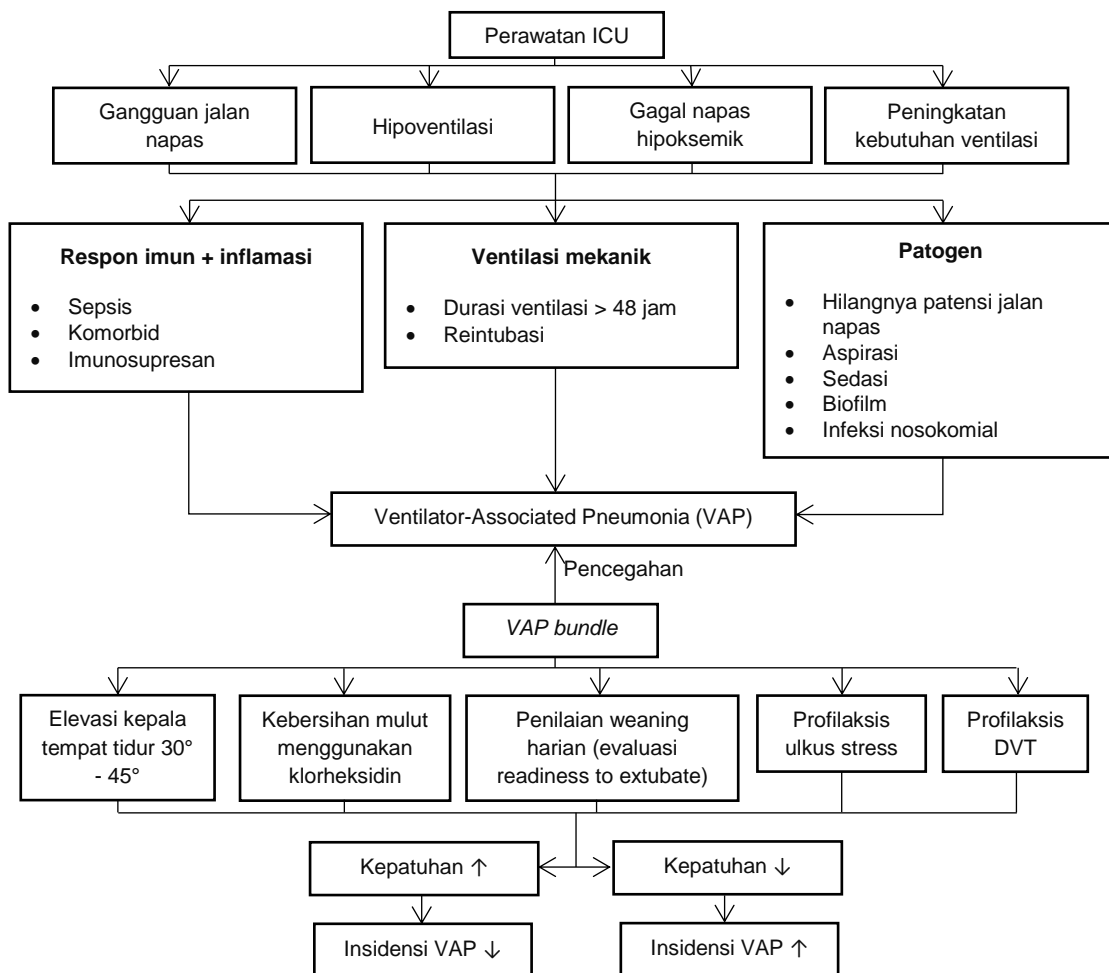 Perawatan ICU
Gangguan jalan
napas
Hipoventilasi
Gagal napas
hipoksemik
Peningkatan
kebutuhan ventilasi
Respon imun + inflamasi
• Sepsis
• Komorbid
• Imunosupresan
Ventilasi mekanik
• Durasi ventilasi > 48 jam
• Reintubasi
Patogen
• Hilangnya patensi jalan
napas
• Aspirasi
• Sedasi
• Biofilm
• Infeksi nosokomial
Ventilator-Associated Pneumonia (VAP)
Pencegahan
VAP bundle
Elevasi kepala
tempat tidur 30°
- 45°
Kebersihan mulut
menggunakan
klorheksidin
Penilaian weaning
harian (evaluasi
readiness to extubate)
Profilaksis
ulkus stress
Profilaksis
DVT
Kepatuhan ↑
Kepatuhan ↓
Insidensi VAP ↓
Insidensi VAP ↑